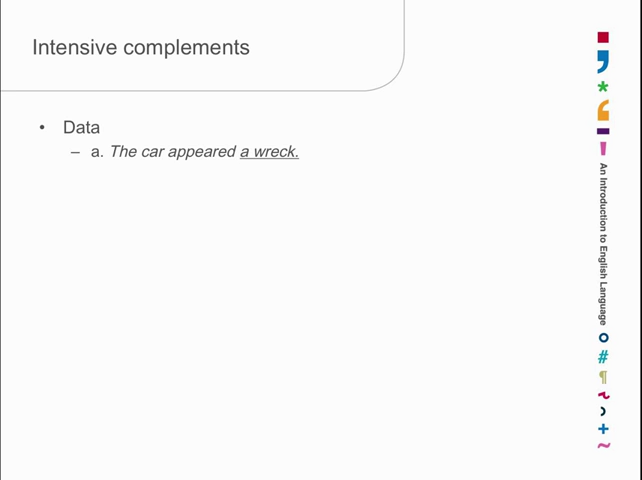 Intensive complements
• Data
– a. The car appeared a wreck.
An Introduction to English Language